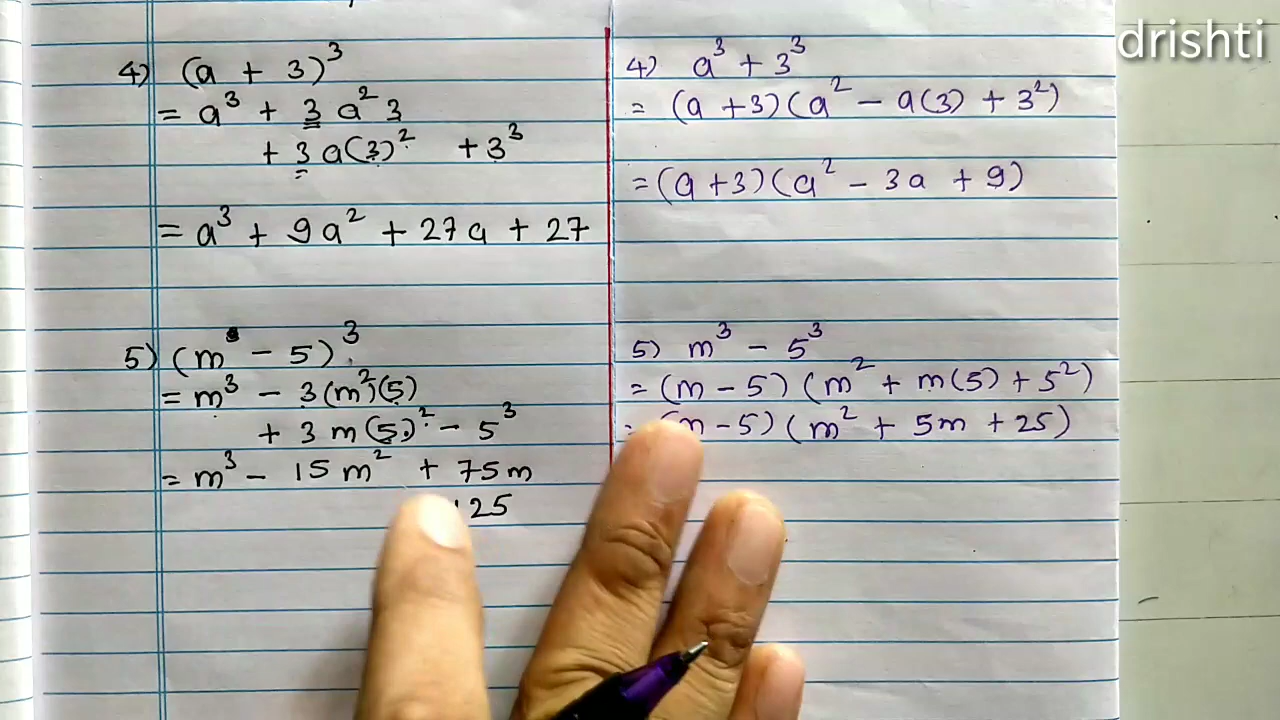 drishti
4) (a + 3)³
= a³ + 3 a² 3
+ 3 a(3)² + 3³
= a³ + 9a² + 27a + 27
5) (m - 5)³
= m³ - 3(m²)(5)
+ 3 m (5)² - 5³
= m³ - 15 m² + 75m
125
4) a³ + 3³
= (a + 3)(a² - a(3) + 3²)
= (a + 3)(a² - 3a + 9)
5) m³ - 5³
= (m - 5) (m² + m(5) + 5²)
(m - 5) (m² + 5m + 25)